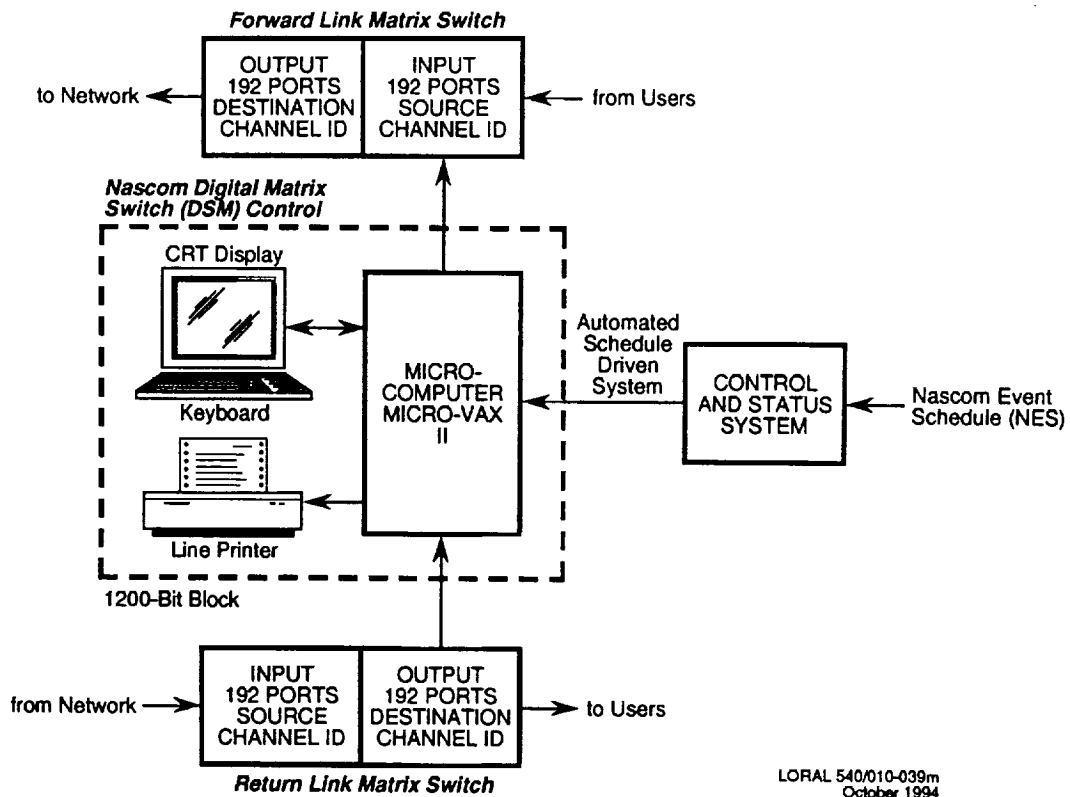 Forward Link Matrix Switch
OUTPUT
192 PORTS
DESTINATION
CHANNEL ID
INPUT
192 PORTS
SOURCE
CHANNEL ID
to Network
from Users
Nascom Digital Matrix
Switch (DSM) Control
CRT Display
Keyboard
Line Printer
MICRO-
COMPUTER
MICRO-VAX
II
Automated
Schedule
Driven
System
CONTROL
AND STATUS
SYSTEM
Nascom Event
Schedule (NES)
1200-Bit Block
from Network
INPUT
192 PORTS
SOURCE
CHANNEL ID
OUTPUT
192 PORTS
DESTINATION
CHANNEL ID
to Users
Return Link Matrix Switch
LORAL 540/010-039m
October 1994